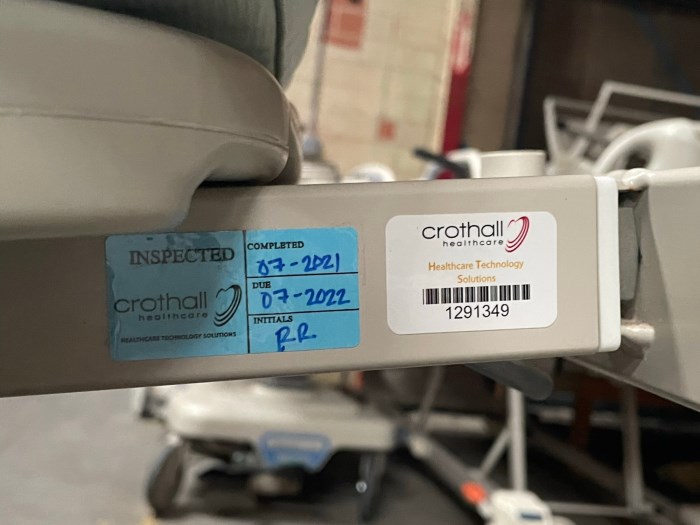 INSPECTED
crothall
healthcare
HEALTHCARE TECHNOLOGY SOLUTIONS
COMPLETED
07-2021
DUE
07-2022
INITIALS
RR
crothall
healthcare
Healthcare Technology
Solutions
1291349